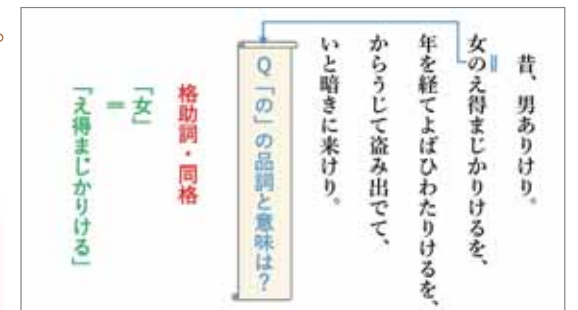 昔、男ありけり。
女のえ得まじかりけるを、
年を経てよばひわたりけるを、
からうじて盗み出でて、
いと暗きに来けり。
Q「の」の品詞と意味は？
格助詞・同格
「女」
＝
「え得まじかりける」